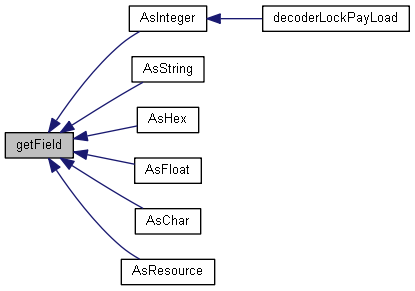 AsInteger
decoderLockPayLoad
AsString
AsHex
getField
AsFloat
AsChar
AsResource